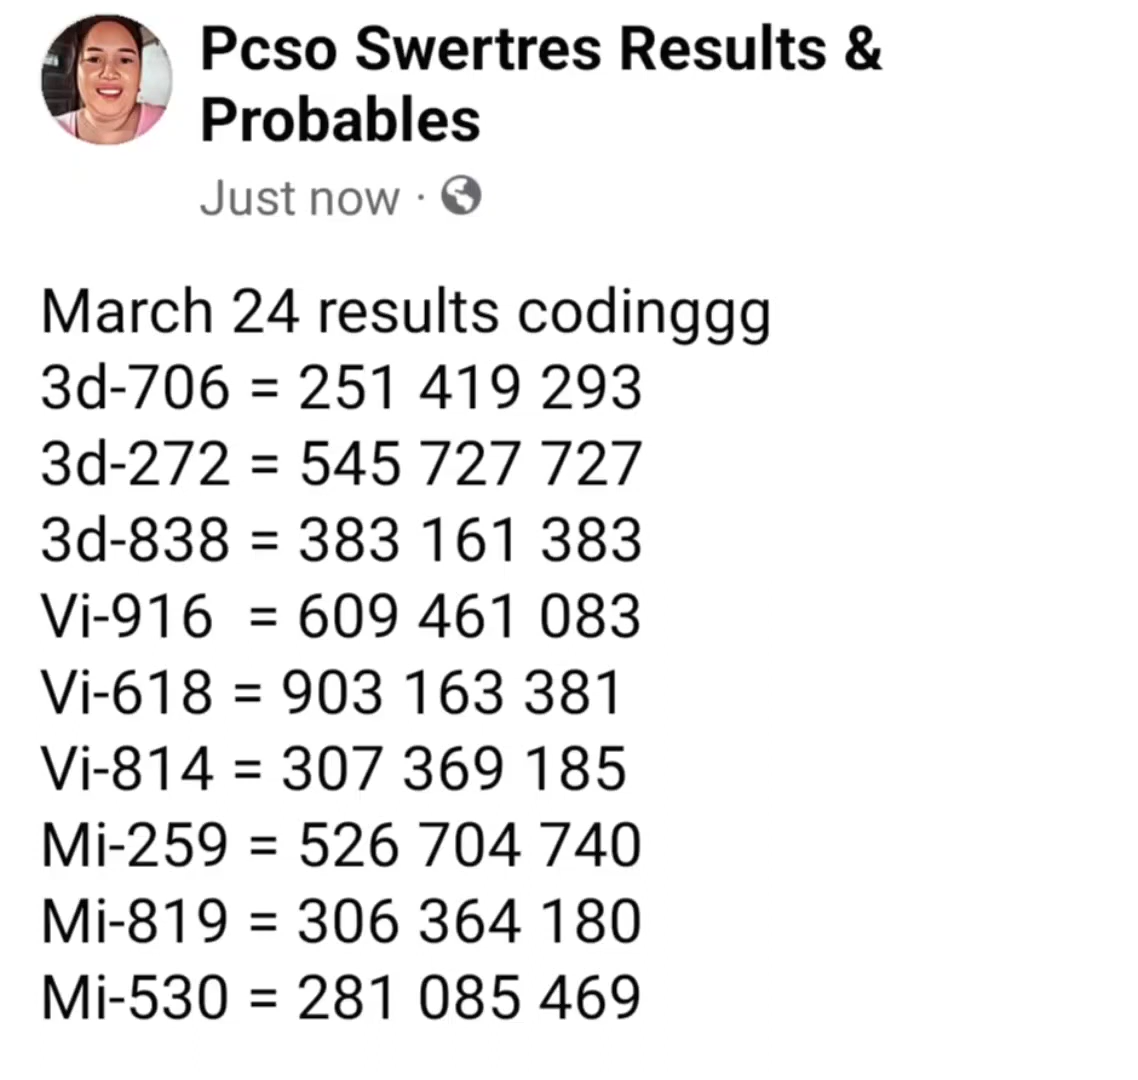 Pcso Swertres Results &
Probables
Just now ·
March 24 results codinggg
3d-706 = 251 419 293
3d-272 = 545 727 727
3d-838 = 383 161 383
Vi-916  = 609 461 083
Vi-618 = 903 163 381
Vi-814 = 307 369 185
Mi-259 = 526 704 740
Mi-819 = 306 364 180
Mi-530 = 281 085 469